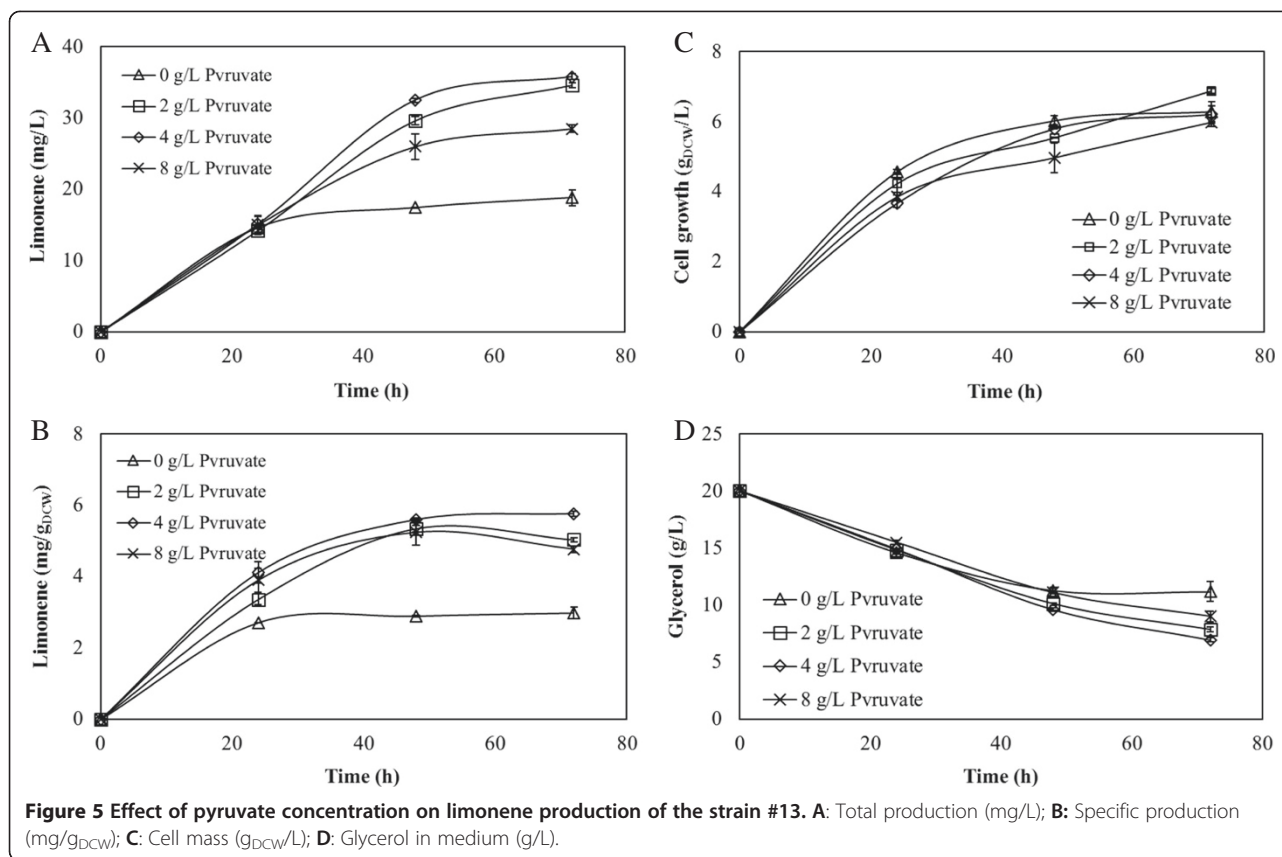 A
40
30
20
10
0
Limonene (mg/L)
0 g/L Pvruvate
2 g/L Pvruvate
4 g/L Pvruvate
8 g/L Pvruvate
0 20 40 60 80
Time (h)
C
8
6
4
2
0
Cell growth (gDCW/L)
0 g/L Pvruvate
2 g/L Pvruvate
4 g/L Pvruvate
8 g/L Pvruvate
0 20 40 60 80
Time (h)
B
8
6
4
2
0
Limonene (mg/gDCW)
0 g/L Pvruvate
2 g/L Pvruvate
4 g/L Pvruvate
8 g/L Pvruvate
0 20 40 60 80
Time (h)
D
25
20
15
10
5
0
Glycerol (g/L)
0 g/L Pvruvate
2 g/L Pvruvate
4 g/L Pvruvate
8 g/L Pvruvate
0 20 40 60 80
Time (h)
Figure 5 Effect of pyruvate concentration on limonene production of the strain #13. A: Total production (mg/L); B: Specific production
(mg/gDCW); C: Cell mass (gDCW/L); D: Glycerol in medium (g/L).